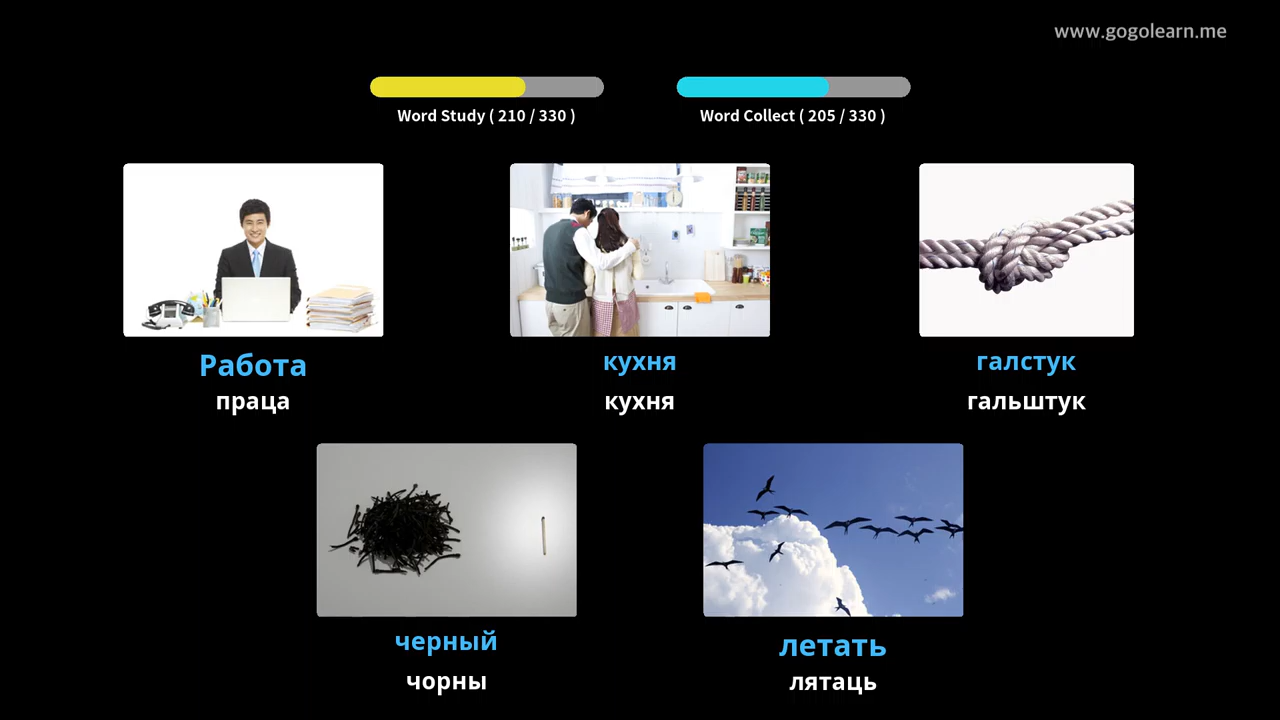 www.gogolearn.me
Word Study ( 210 / 330 )
Word Collect ( 205 / 330 )
Работа
праца
кухня
кухня
галстук
гальштук
черный
чорны
летать
лятаць